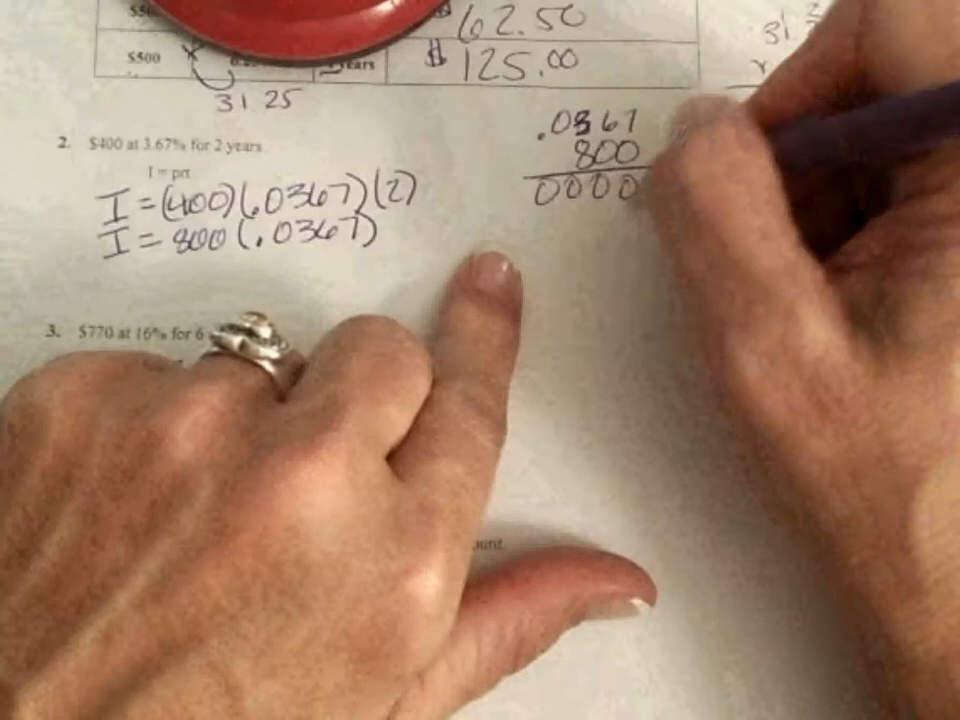 $ 62.50
$500 years $ 125.00
31.25
31
2. $400 at 3.67% for 2 years
I = prt
I = (400)(.0367)(2)
I = 800 (.0367)
.0367
800
0000
3. $770 at 16% for 6